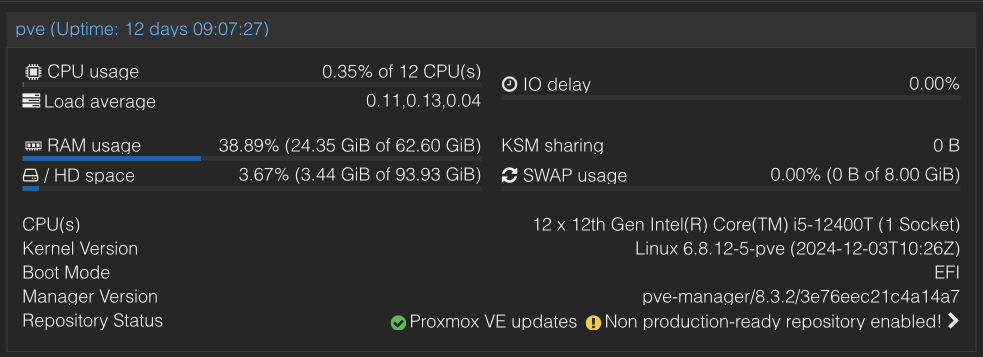 pve (Uptime: 12 days 09:07:27)
CPU usage 0.35% of 12 CPU(s)
IO delay 0.00%
Load average 0.11,0.13,0.04
RAM usage 38.89% (24.35 GiB of 62.60 GiB)
KSM sharing 0 B
/ HD space 3.67% (3.44 GiB of 93.93 GiB)
SWAP usage 0.00% (0 B of 8.00 GiB)
CPU(s) 12 x 12th Gen Intel(R) Core(TM) i5-12400T (1 Socket)
Kernel Version Linux 6.8.12-5-pve (2024-12-03T10:26Z)
Boot Mode EFI
Manager Version pve-manager/8.3.2/3e76eec21c4a14a7
Repository Status Proxmox VE updates Non production-ready repository enabled!